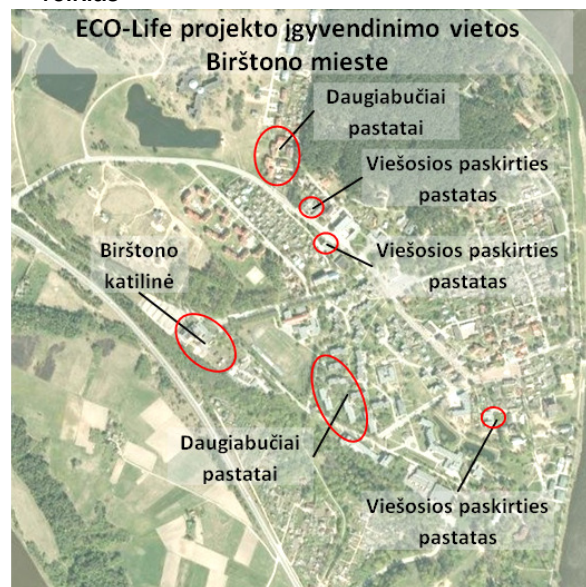 ECO-Life projekto įgyvendinimo vietos
Birštono mieste
Daugiabučiai
pastatai
Viešosios paskirties
pastatas
Viešosios paskirties
pastatas
Birštono
katilinė
Daugiabučiai
pastatai
Viešosios paskirties
pastatas